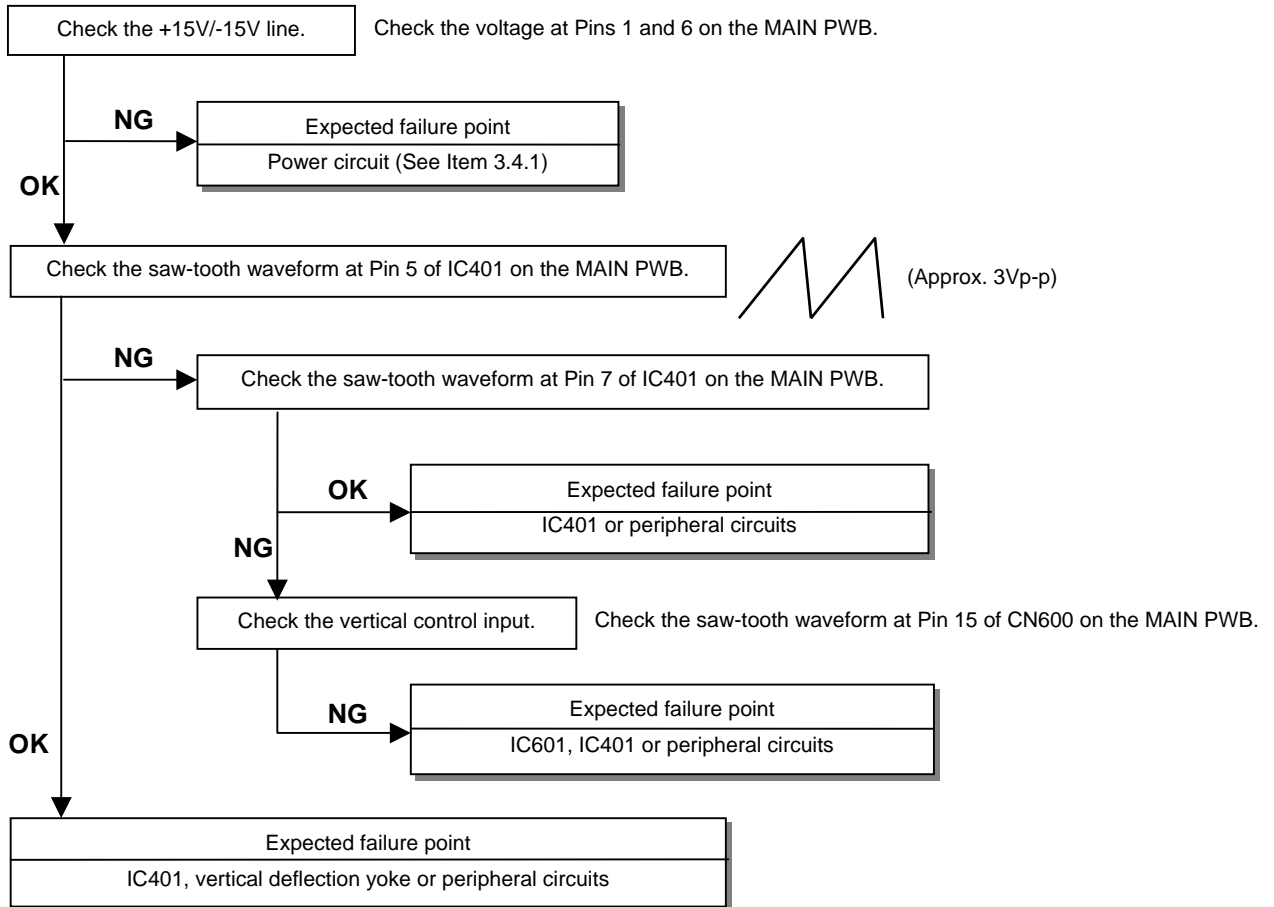 Check the +15V/-15V line.
Check the voltage at Pins 1 and 6 on the MAIN PWB.
NG
Expected failure point
Power circuit (See Item 3.4.1)
OK
Check the saw-tooth waveform at Pin 5 of IC401 on the MAIN PWB.
(Approx. 3Vp-p)
NG
Check the saw-tooth waveform at Pin 7 of IC401 on the MAIN PWB.
OK
Expected failure point
IC401 or peripheral circuits
NG
Check the vertical control input.
Check the saw-tooth waveform at Pin 15 of CN600 on the MAIN PWB.
NG
Expected failure point
IC601, IC401 or peripheral circuits
OK
Expected failure point
IC401, vertical deflection yoke or peripheral circuits